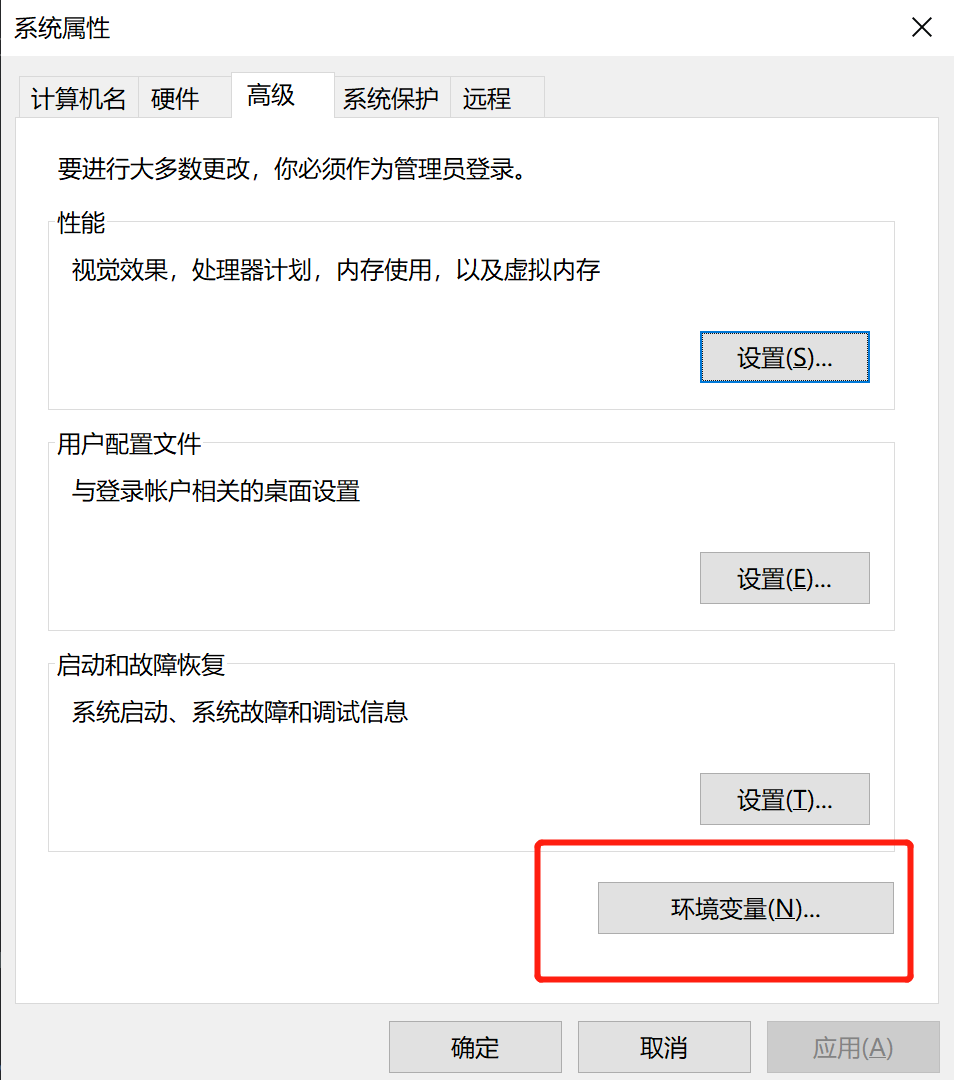 系统属性
计算机名 硬件 高级 系统保护 远程
要进行大多数更改，你必须作为管理员登录。
性能
视觉效果，处理器计划，内存使用，以及虚拟内存
设置(S)...
用户配置文件
与登录帐户相关的桌面设置
设置(E)...
启动和故障恢复
系统启动、系统故障和调试信息
设置(T)...
环境变量(N)...
确定 取消 应用(A)